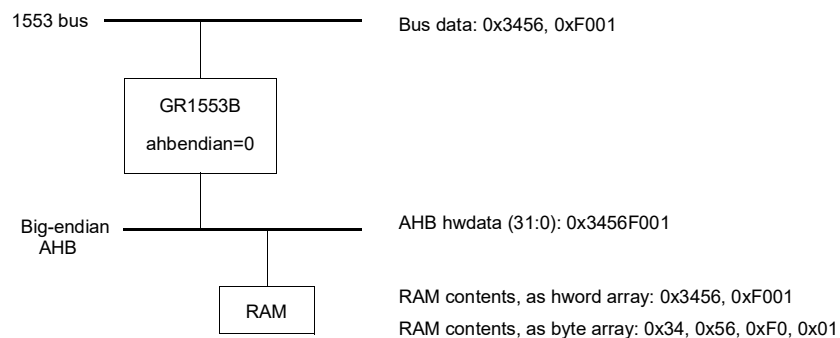 1553 bus
Bus data: 0x3456, 0xF001
GR1553B
ahbendian=0
Big-endian
AHB
AHB hwdata (31:0): 0x3456F001
RAM
RAM contents, as hword array: 0x3456, 0xF001
RAM contents, as byte array: 0x34, 0x56, 0xF0, 0x01